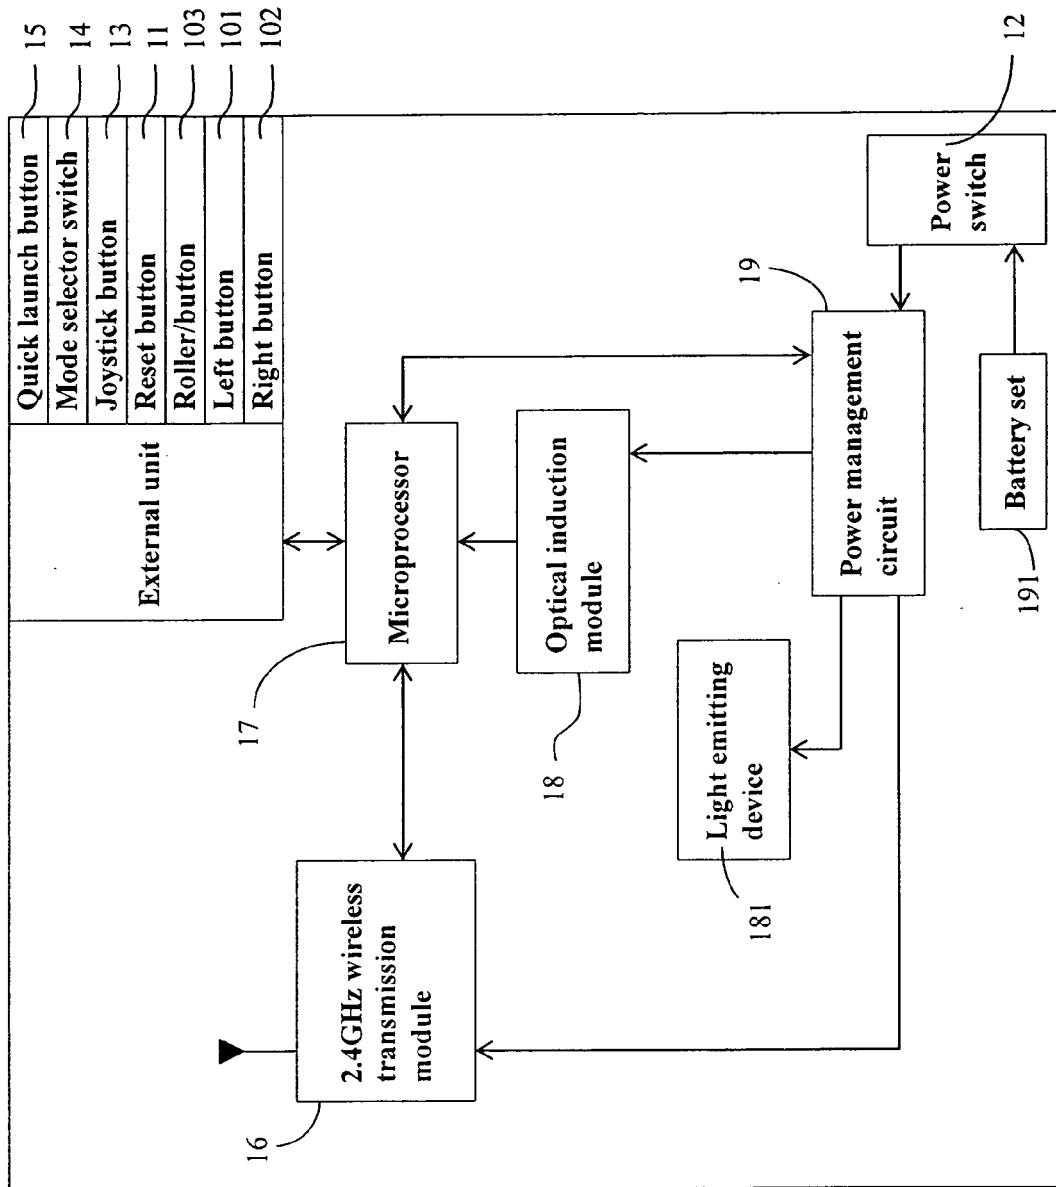 15
14
13
11
103
101
102
Quick launch button
Mode selector switch
Joystick button
Reset button
Roller/button
Left button
Right button
External unit
17
Microprocessor
16
2.4GHz wireless
transmission
module
18
Optical induction
module
181
Light emitting
device
19
Power management
circuit
12
Power
switch
191
Battery set